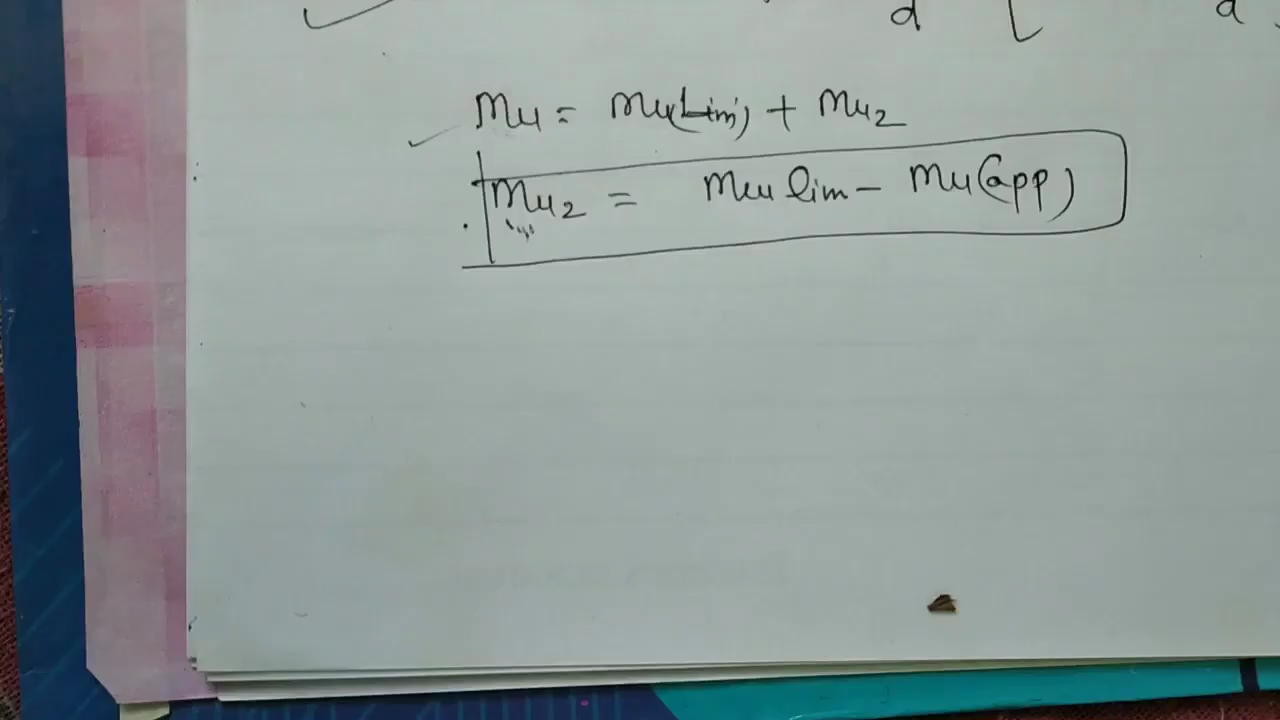 d [ a
Mu = Mu(Lim) + Mu2
Mu2 = Mu lim - Mu(app)